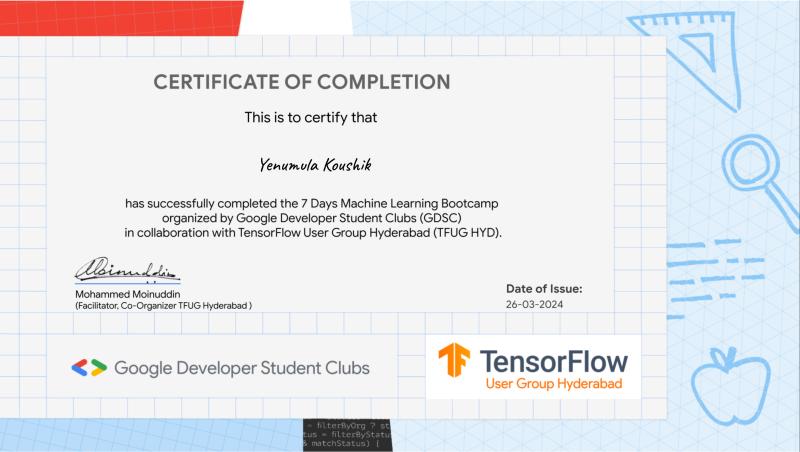 CERTIFICATE OF COMPLETION
This is to certify that
Yenumula Koushik
has successfully completed the 7 Days Machine Learning Bootcamp
organized by Google Developer Student Clubs (GDSC)
in collaboration with TensorFlow User Group Hyderabad (TFUG HYD).
Moinuddin
Mohammed Moinuddin
(Facilitator, Co-Organizer TFUG Hyderabad )
Date of Issue:
26-03-2024
Google Developer Student Clubs
TensorFlow
User Group Hyderabad
= filterByOrg ? st
tus = filterByStatu
& matchStatus) {